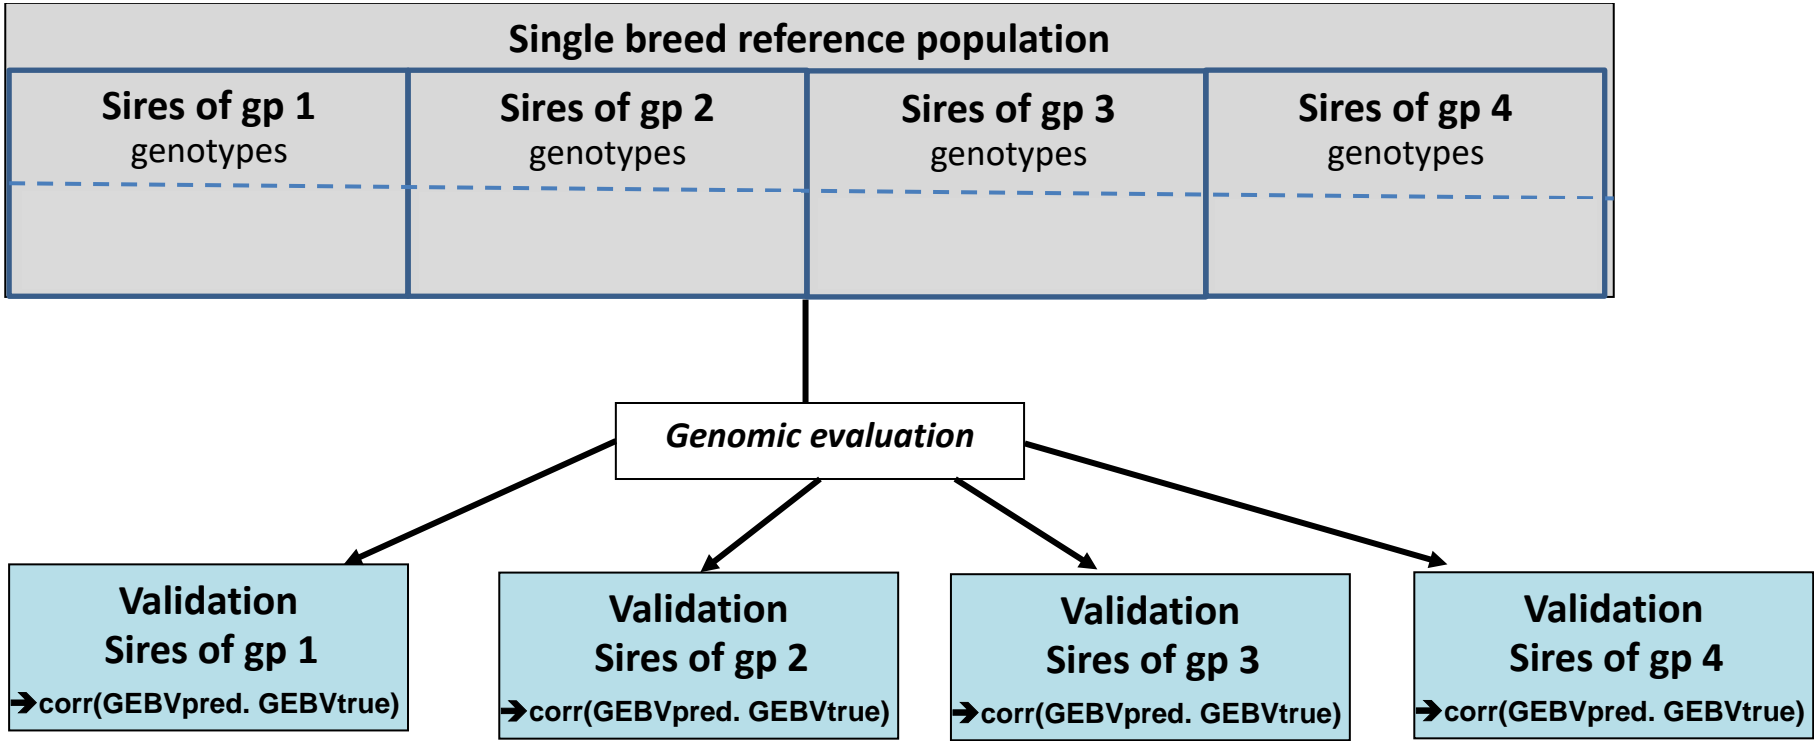 Single breed reference population
Sires of gp 1
genotypes
Sires of gp 2
genotypes
Sires of gp 3
genotypes
Sires of gp 4
genotypes
Genomic evaluation
Validation
Sires of gp 1
➔corr(GEBVpred. GEBVtrue)
Validation
Sires of gp 2
➔corr(GEBVpred. GEBVtrue)
Validation
Sires of gp 3
➔corr(GEBVpred. GEBVtrue)
Validation
Sires of gp 4
➔corr(GEBVpred. GEBVtrue)